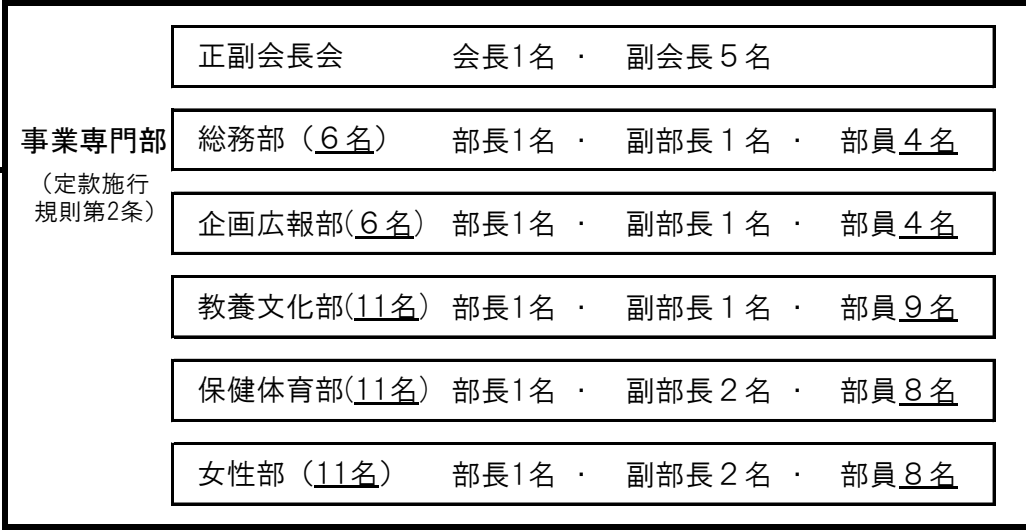 正副会長会 会長1名 ・ 副会長５名
事業専門部
（定款施行
規則第2条）
総務部（６名） 部長1名 ・ 副部長１名 ・ 部員４名
企画広報部(６名) 部長1名 ・ 副部長１名 ・ 部員４名
教養文化部(11名) 部長1名 ・ 副部長１名 ・ 部員９名
保健体育部(11名) 部長1名 ・ 副部長２名 ・ 部員８名
女性部（11名） 部長1名 ・ 副部長２名 ・ 部員８名